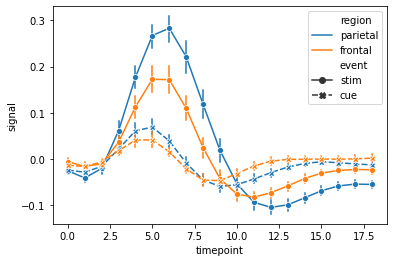 region
parietal
frontal
event
stim
cue
signal
0.3
0.2
0.1
0.0
−0.1
0.0 2.5 5.0 7.5 10.0 12.5 15.0 17.5
timepoint